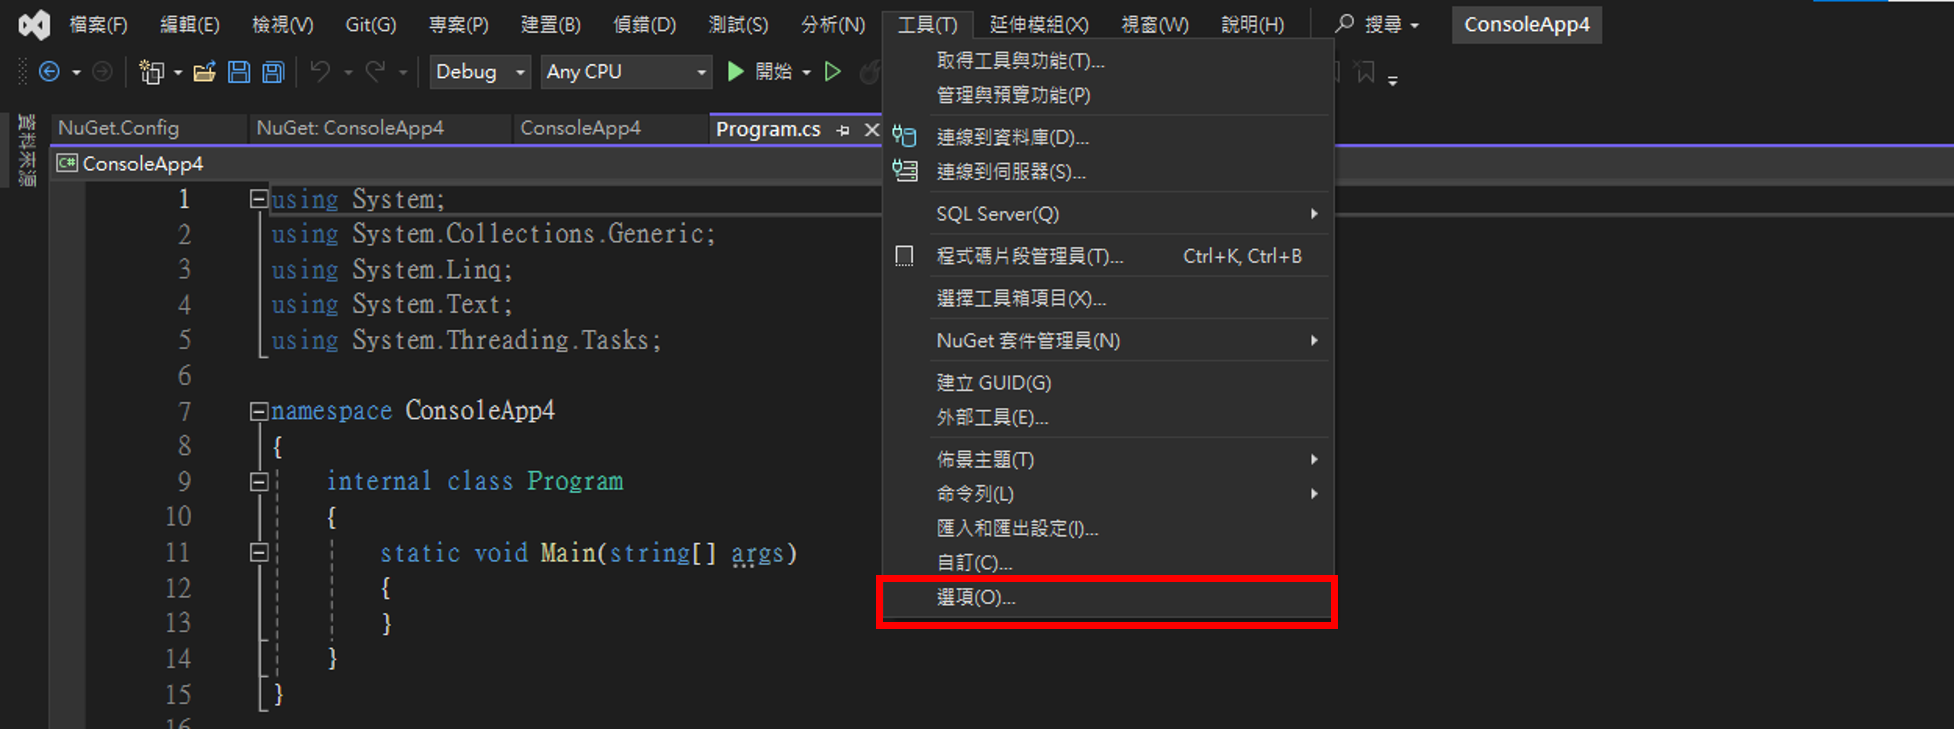 檔案(F) 編輯(E) 檢視(V) Git(G) 專案(P) 建置(B) 偵錯(D) 測試(S) 分析(N) 工具(T) 延伸模組(X) 視窗(W) 說明(H) 搜尋 ConsoleApp4
Debug Any CPU 開始
資料來源
NuGet.Config NuGet: ConsoleApp4 ConsoleApp4 Program.cs
C# ConsoleApp4
1 using System;
2 using System.Collections.Generic;
3 using System.Linq;
4 using System.Text;
5 using System.Threading.Tasks;
6
7 namespace ConsoleApp4
8 {
9 internal class Program
10 {
11 static void Main(string[] args)
12 {
13 }
14 }
15 }
16
取得工具與功能(T)...
管理與預覽功能(P)
連線到資料庫(D)...
連線到伺服器(S)...
SQL Server(Q)
程式碼片段管理員(T)... Ctrl+K, Ctrl+B
選擇工具箱項目(X)...
NuGet 套件管理員(N)
建立 GUID(G)
外部工具(E)...
佈景主題(T)
命令列(L)
匯入和匯出設定(I)...
自訂(C)...
選項(O)...